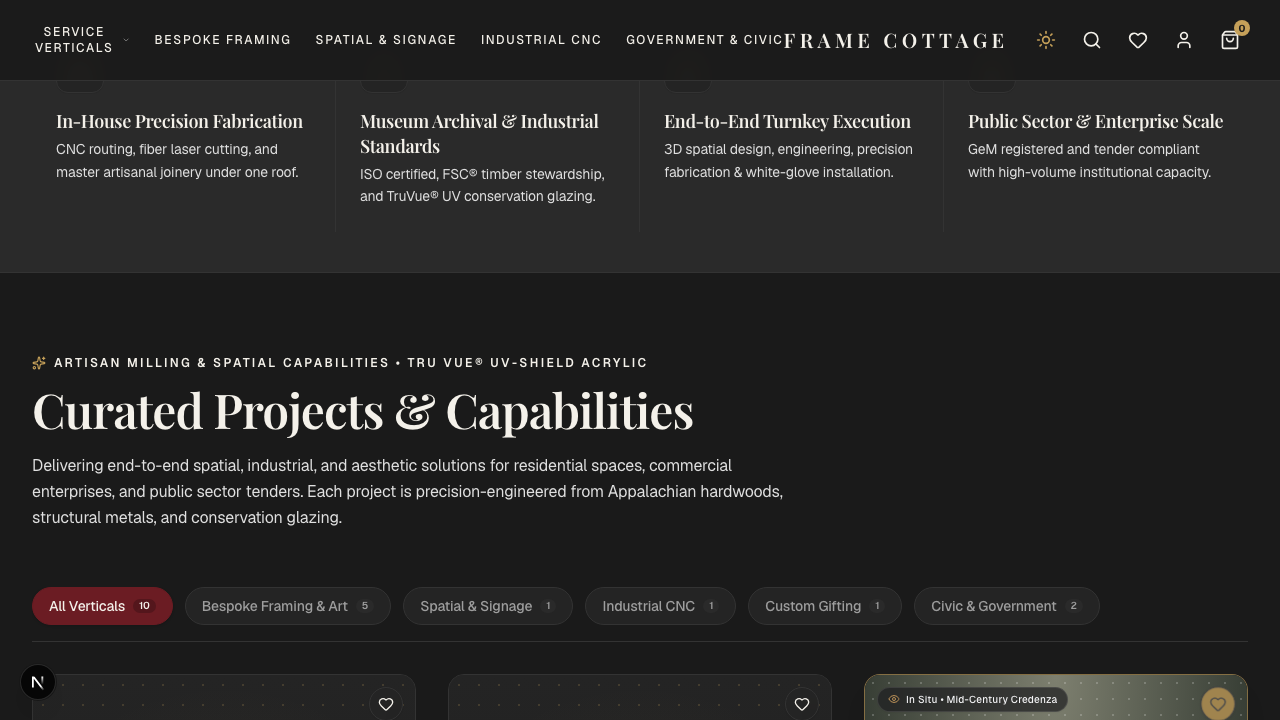 SERVICE
VERTICALS
BESPOKE FRAMING
SPATIAL & SIGNAGE
INDUSTRIAL CNC
GOVERNMENT & CIVIC
FRAME COTTAGE
0
In-House Precision Fabrication
CNC routing, fiber laser cutting, and
master artisanal joinery under one roof.
Museum Archival & Industrial
Standards
ISO certified, FSC® timber stewardship,
and TruVue® UV conservation glazing.
End-to-End Turnkey Execution
3D spatial design, engineering, precision
fabrication & white-glove installation.
Public Sector & Enterprise Scale
GeM registered and tender compliant
with high-volume institutional capacity.
ARTISAN MILLING & SPATIAL CAPABILITIES • TRU VUE® UV-SHIELD ACRYLIC
Curated Projects & Capabilities
Delivering end-to-end spatial, industrial, and aesthetic solutions for residential spaces, commercial
enterprises, and public sector tenders. Each project is precision-engineered from Appalachian hardwoods,
structural metals, and conservation glazing.
All Verticals 10
Bespoke Framing & Art 5
Spatial & Signage 1
Industrial CNC 1
Custom Gifting 1
Civic & Government 2
N
In Situ • Mid-Century Credenza